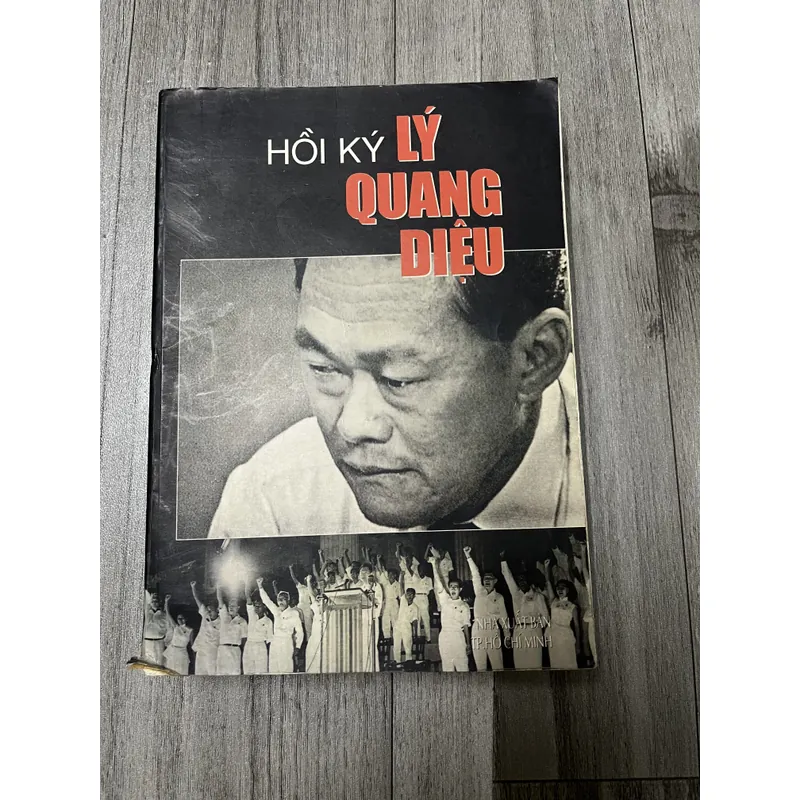 HỒI KÝ LÝ
QUANG
DIỆU
NHÀ XUẤT BẢN
TP.HỒ CHÍ MINH